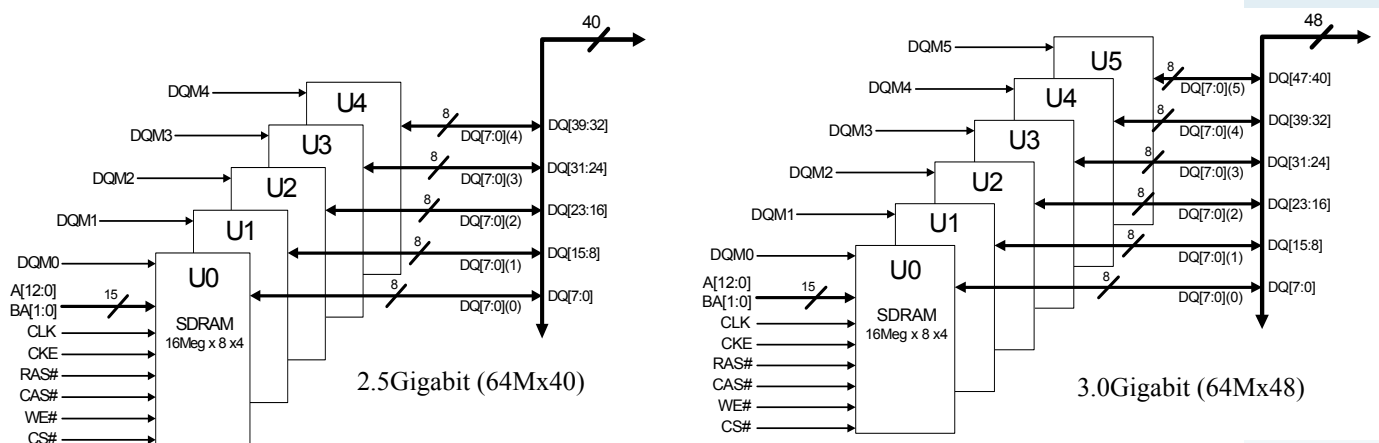 40
U4
DQM4
8
DQ[7:0](4)
DQ[39:32]
U3
DQM3
8
DQ[7:0](3)
DQ[31:24]
U2
DQM2
8
DQ[7:0](2)
DQ[23:16]
U1
DQM1
8
DQ[7:0](1)
DQ[15:8]
U0
DQM0
8
DQ[7:0](0)
DQ[7:0]
A[12:0]
BA[1:0]
15
SDRAM
16Meg x 8 x4
CLK
CKE
RAS#
CAS#
WE#
CS#
2.5Gigabit (64Mx40)
48
U5
DQM5
8
DQ[7:0](5)
DQ[47:40]
U4
DQM4
8
DQ[7:0](4)
DQ[39:32]
U3
DQM3
8
DQ[7:0](3)
DQ[31:24]
U2
DQM2
8
DQ[7:0](2)
DQ[23:16]
U1
DQM1
8
DQ[7:0](1)
DQ[15:8]
U0
DQM0
8
DQ[7:0](0)
DQ[7:0]
A[12:0]
BA[1:0]
15
SDRAM
16Meg x 8 x4
CLK
CKE
RAS#
CAS#
WE#
CS#
3.0Gigabit (64Mx48)